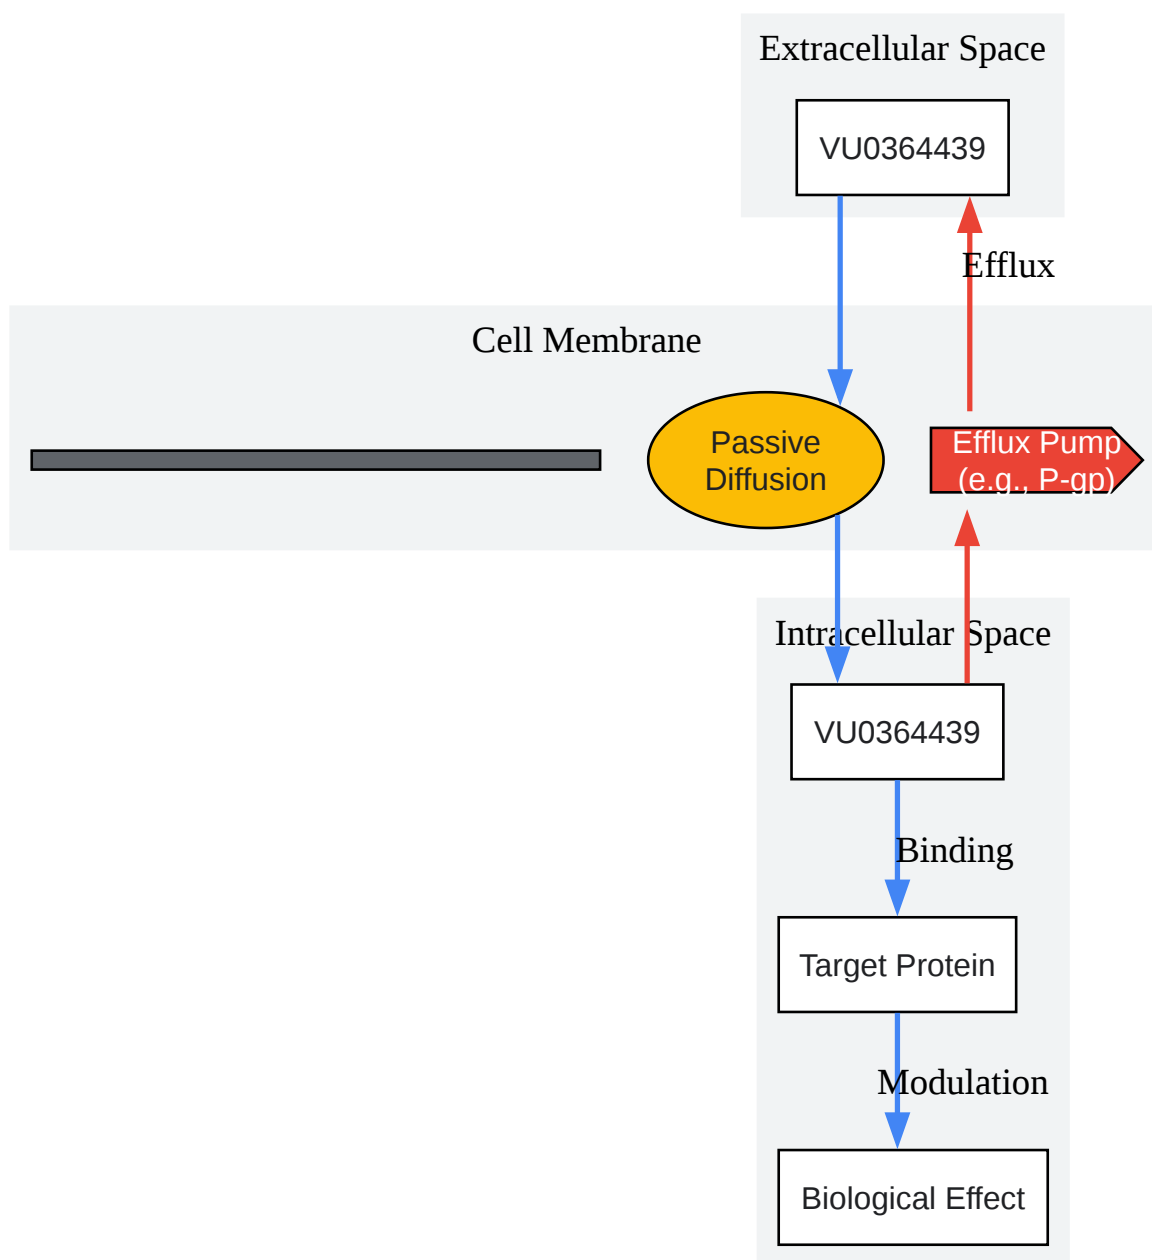 Extracellular Space
VU0364439
Efflux
Cell Membrane
Passive
Diffusion
Efflux Pump
(e.g., P-gp)
Intracellular Space
VU0364439
Binding
Target Protein
Modulation
Biological Effect